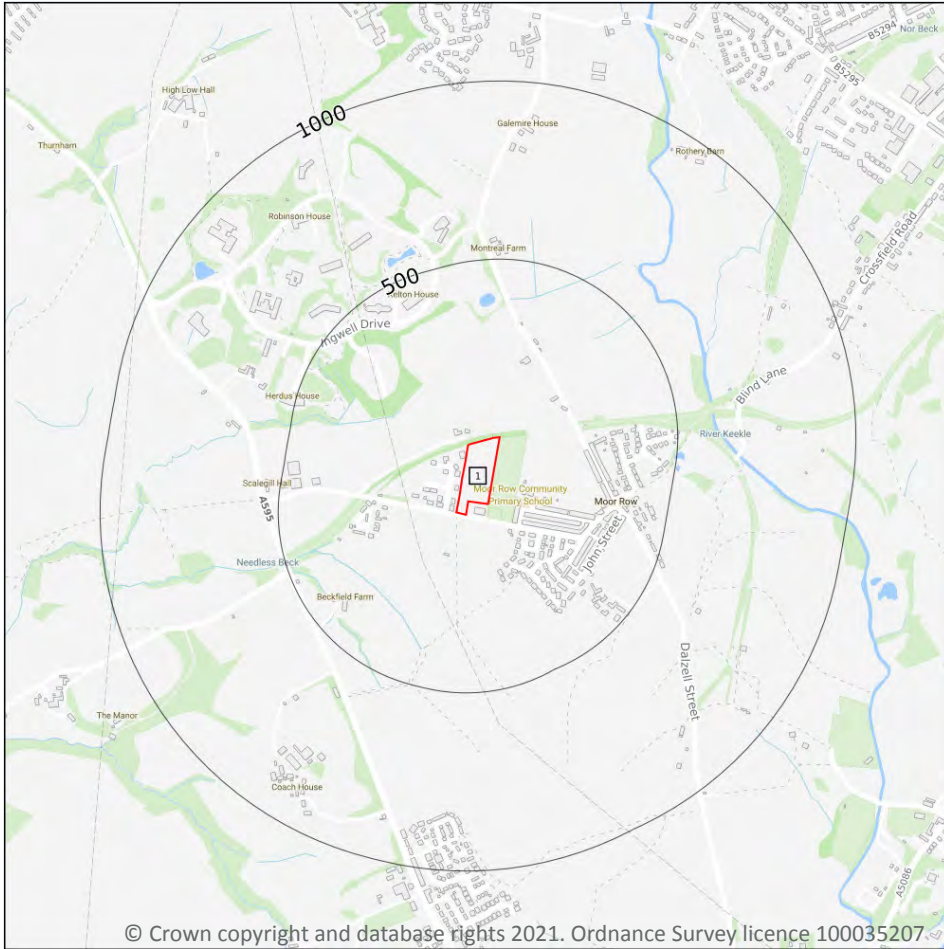 B5294
Nor Beck
B5295
High Low Hall
1000
Galemire House
Thurnham
Rothery Barn
Robinson House
Crossfield Road
Montreal Farm
500
Kelton House
ngwell Drive
Blind Lane
Herdus House
River Keekle
Scalegill Hall
1
Moor Row Community
Primary School
Moor Row
A595
John Street
Needless Beck
Beckfield Farm
Dalzell Street
The Manor
Coach House
A5086
© Crown copyright and database rights 2021. Ordnance Survey licence 100035207.